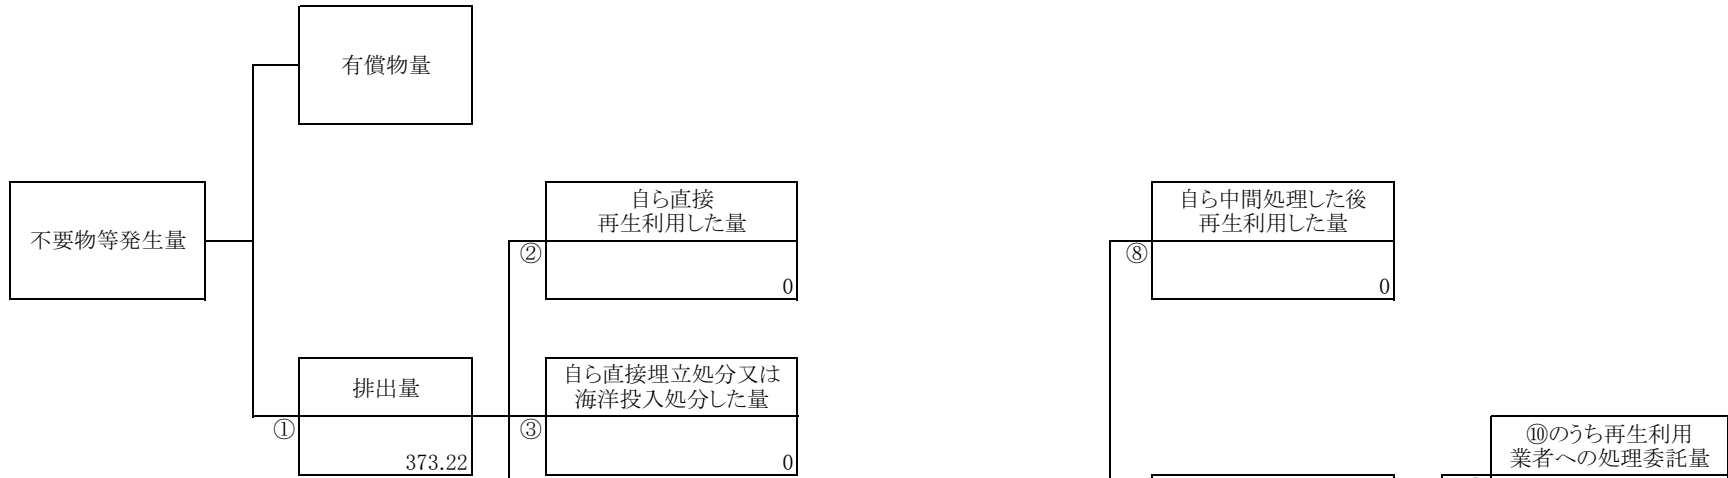 有償物量
不要物等発生量
自ら直接
再生利用した量
②
0
自ら中間処理した後
再生利用した量
⑧
0
排出量
①
373.22
自ら直接埋立処分又は
海洋投入処分した量
③
0
⑩のうち再生利用
業者への処理委託量